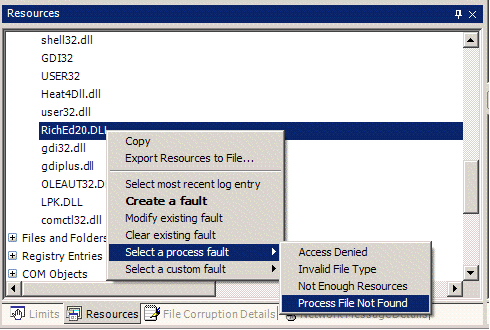 Resources
shell32.dll
GDI32
USER32
Heat4Dll.dll
user32.dll
RichEd20.DLL
gdi32.dll
gdiplus.dll
OLEAUT32.D
LPK.DLL
comctl32.dll
Files and Folders
Registry Entries
COM Objects
Copy
Export Resources to File...
Select most recent log entry
Create a fault
Modify existing fault
Clear existing fault
Select a process fault
Select a custom fault
Access Denied
Invalid File Type
Not Enough Resources
Process File Not Found
Limits
Resources
File Corruption Details
Network Message Details